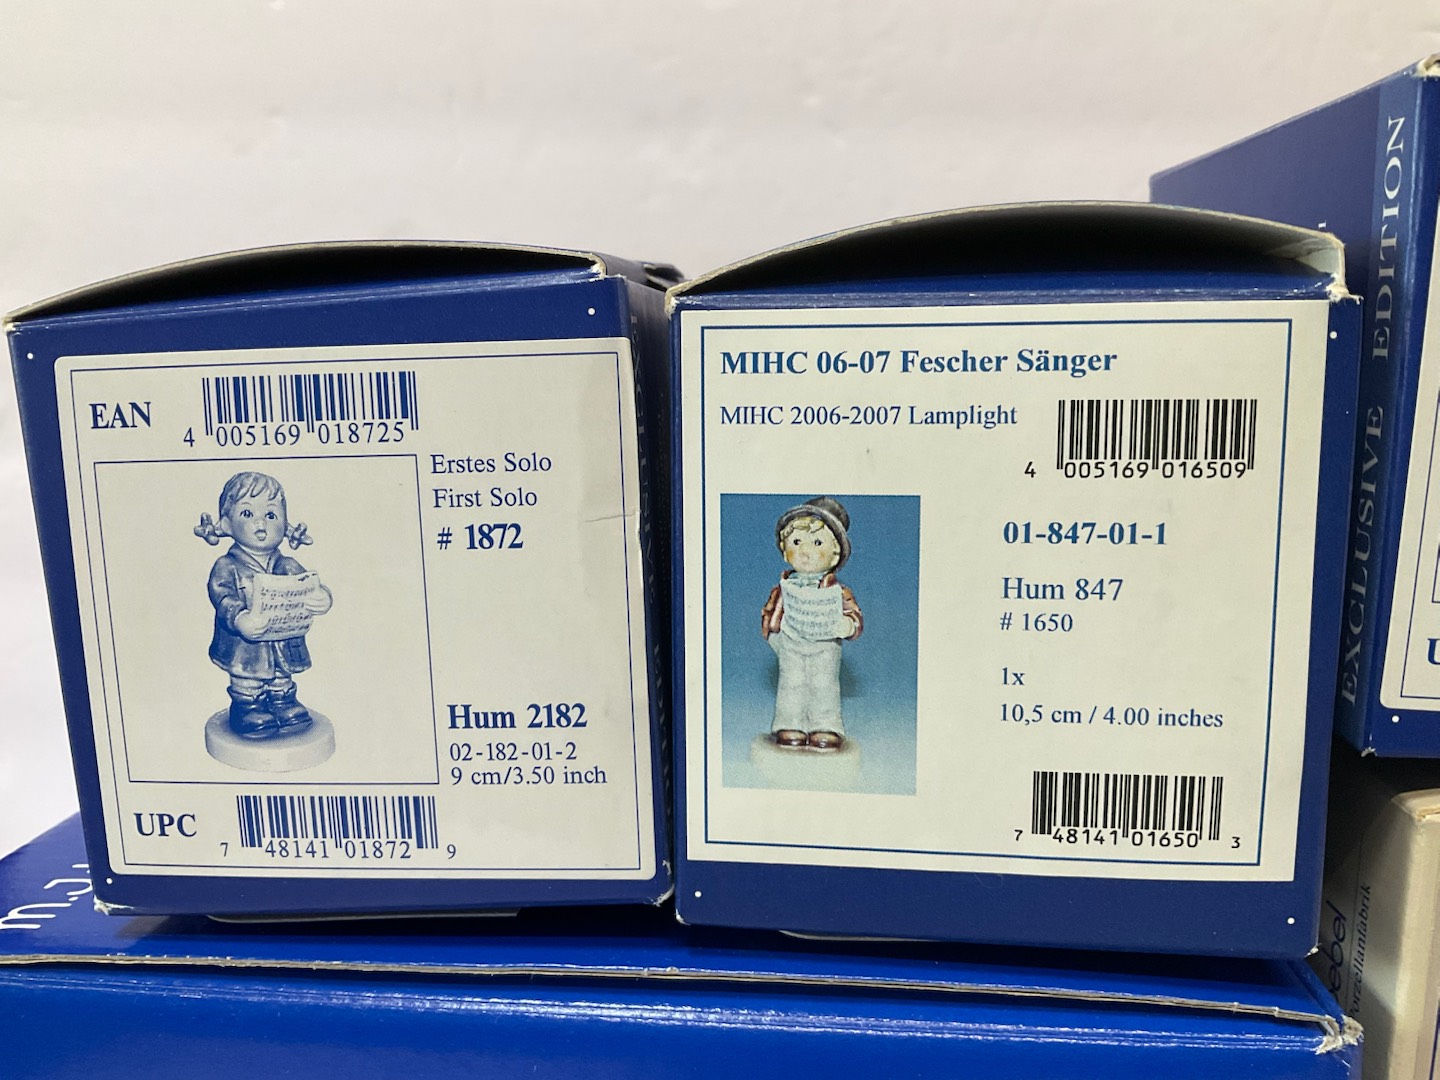 EAN
4 005169 018725
Erstes Solo
First Solo
# 1872
Hum 2182
02-182-01-2
9 cm/3.50 inch
UPC
7 48141 01872 9
MIHC 06-07 Fescher Sänger
MIHC 2006-2007 Lamplight
4 005169 016509
01-847-01-1
Hum 847
# 1650
1x
10,5 cm / 4.00 inches
7 48141 01650 3
EXCLUSIVE EDITION
M.J.